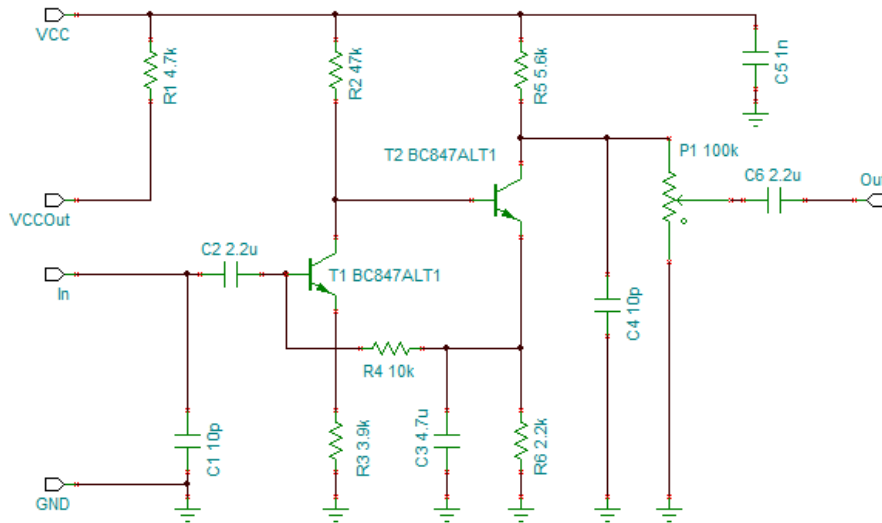 VCC
R1 4.7k
R2 47k
R5 5.6k
C5 1n
T2 BC847ALT1
P1 100k
C6 2.2u
Out
VCCOut
C2 2.2u
In
T1 BC847ALT1
C4 10p
R4 10k
C1 10p
R3 3.9k
C3 4.7u
R6 2.2k
GND